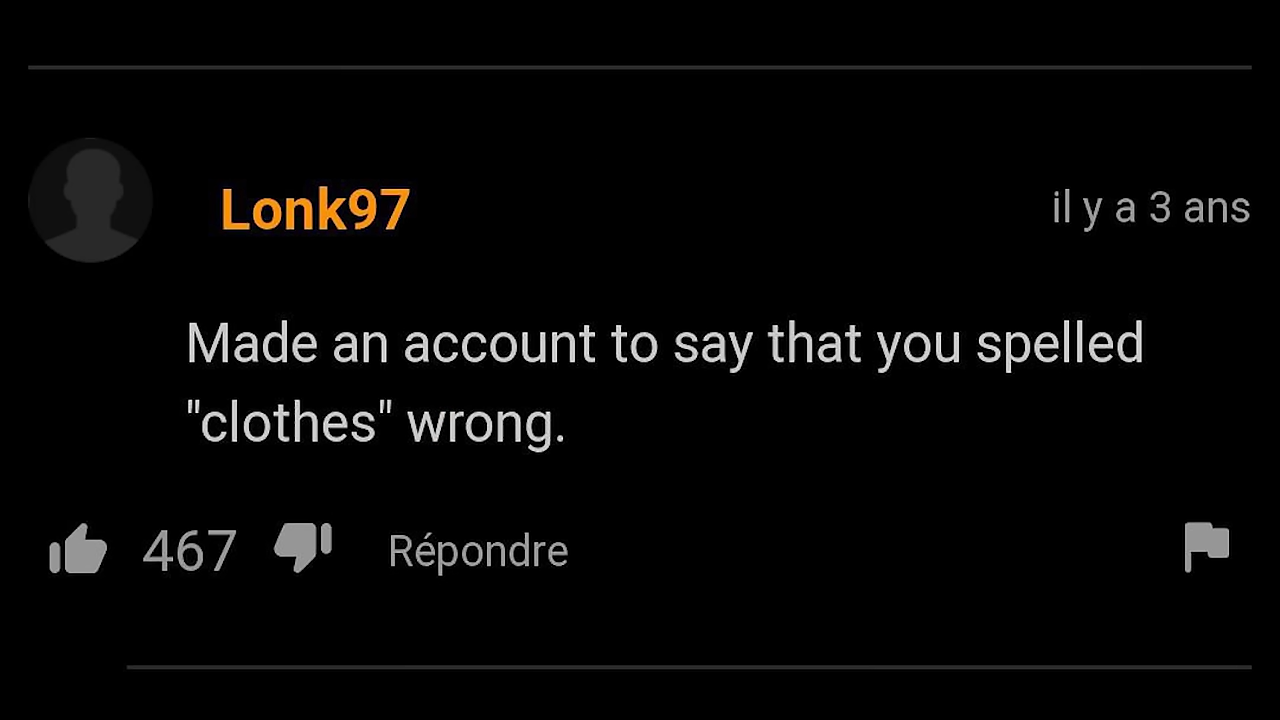 Lonk97
il y a 3 ans
Made an account to say that you spelled
"clothes" wrong.
467 Répondre